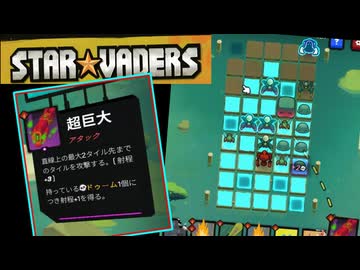 STAR★VADERS
超巨大
アタック
直線上の最大2タイル先まで
のタイルを攻撃する。[射程
+3]
持っているドゥーム1個に
つき射程+1を得る。